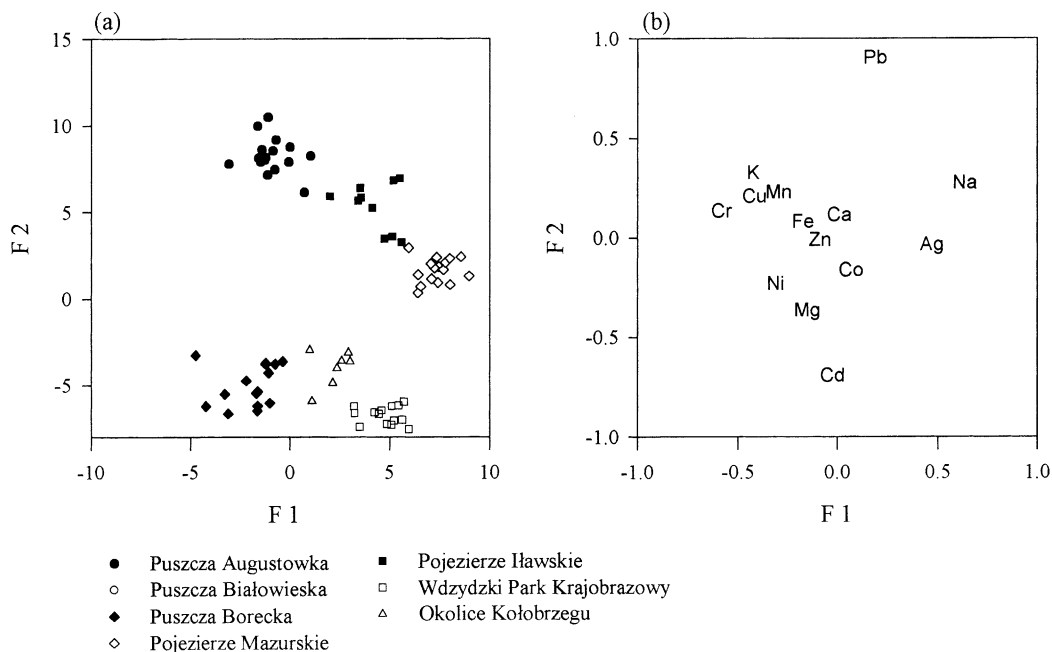 (a)
(b)
15
10
5
0
-5
F 2
-10
-5
0
5
10
F 1
1.0
0.5
0.0
-0.5
-1.0
F 2
-1.0
-0.5
0.0
0.5
1.0
F 1
Pb
K
Cu
Mn
Cr
Na
Fe
Ca
Zn
Ag
Ni
Co
Mg
Cd
Puszcza Augustowka
Puszcza Białowieska
Puszcza Borecka
Pojezierze Mazurskie
Pojezierze Iławskie
Wdzydzki Park Krajobrazowy
Okolice Kołobrzegu